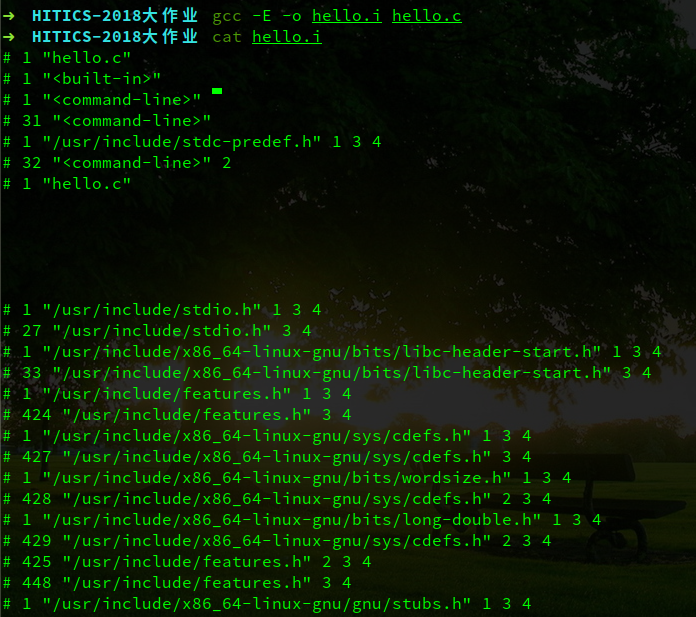 ➜ HITICS-2018大作业 gcc -E -o hello.i hello.c
➜ HITICS-2018大作业 cat hello.i
# 1 "hello.c"
# 1 "<built-in>"
# 1 "<command-line>"
# 31 "<command-line>"
# 1 "/usr/include/stdc-predef.h" 1 3 4
# 32 "<command-line>" 2
# 1 "hello.c"
# 1 "/usr/include/stdio.h" 1 3 4
# 27 "/usr/include/stdio.h" 3 4
# 1 "/usr/include/x86_64-linux-gnu/bits/libc-header-start.h" 1 3 4
# 33 "/usr/include/x86_64-linux-gnu/bits/libc-header-start.h" 3 4
# 1 "/usr/include/features.h" 1 3 4
# 424 "/usr/include/features.h" 3 4
# 1 "/usr/include/x86_64-linux-gnu/sys/cdefs.h" 1 3 4
# 427 "/usr/include/x86_64-linux-gnu/sys/cdefs.h" 3 4
# 1 "/usr/include/x86_64-linux-gnu/bits/wordsize.h" 1 3 4
# 428 "/usr/include/x86_64-linux-gnu/sys/cdefs.h" 2 3 4
# 1 "/usr/include/x86_64-linux-gnu/bits/long-double.h" 1 3 4
# 429 "/usr/include/x86_64-linux-gnu/sys/cdefs.h" 2 3 4
# 425 "/usr/include/features.h" 2 3 4
# 448 "/usr/include/features.h" 3 4
# 1 "/usr/include/x86_64-linux-gnu/gnu/stubs.h" 1 3 4